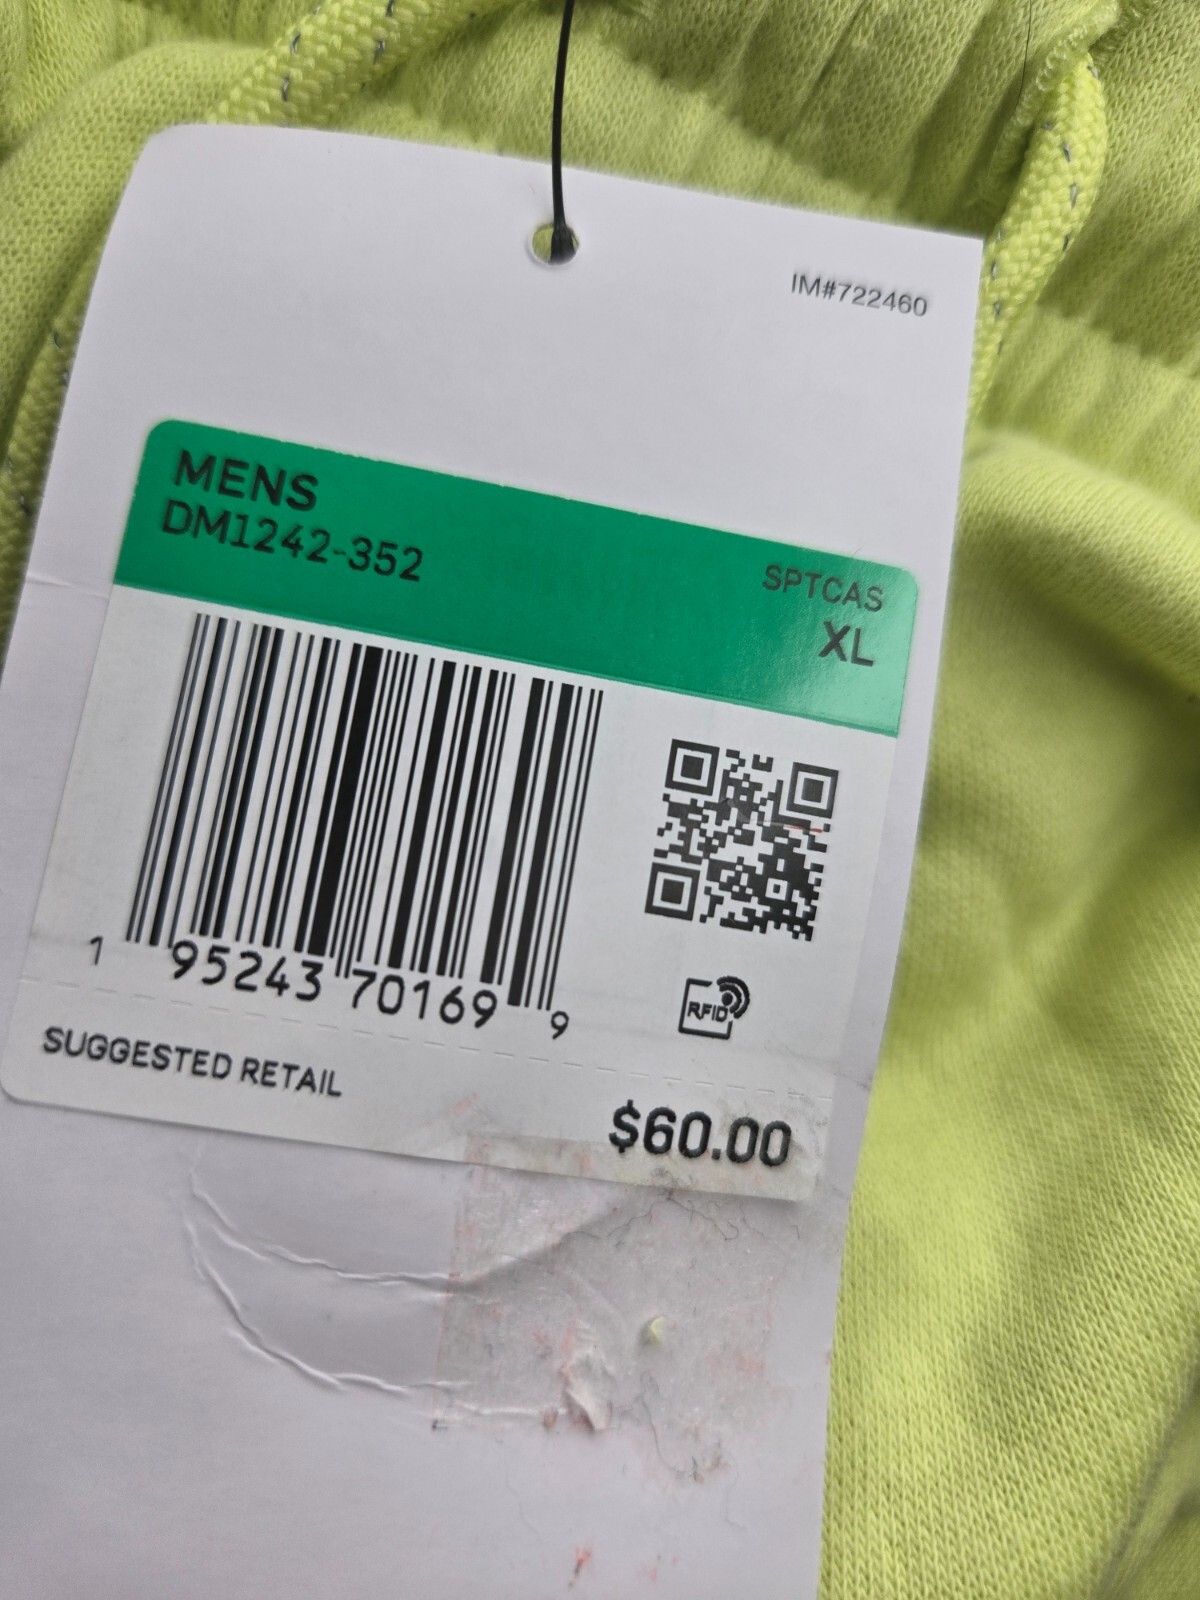 IM#722460
MENS
DM1242-352
SPTCAS
XL
1 95243 70169 9
RFID
SUGGESTED RETAIL
$60.00